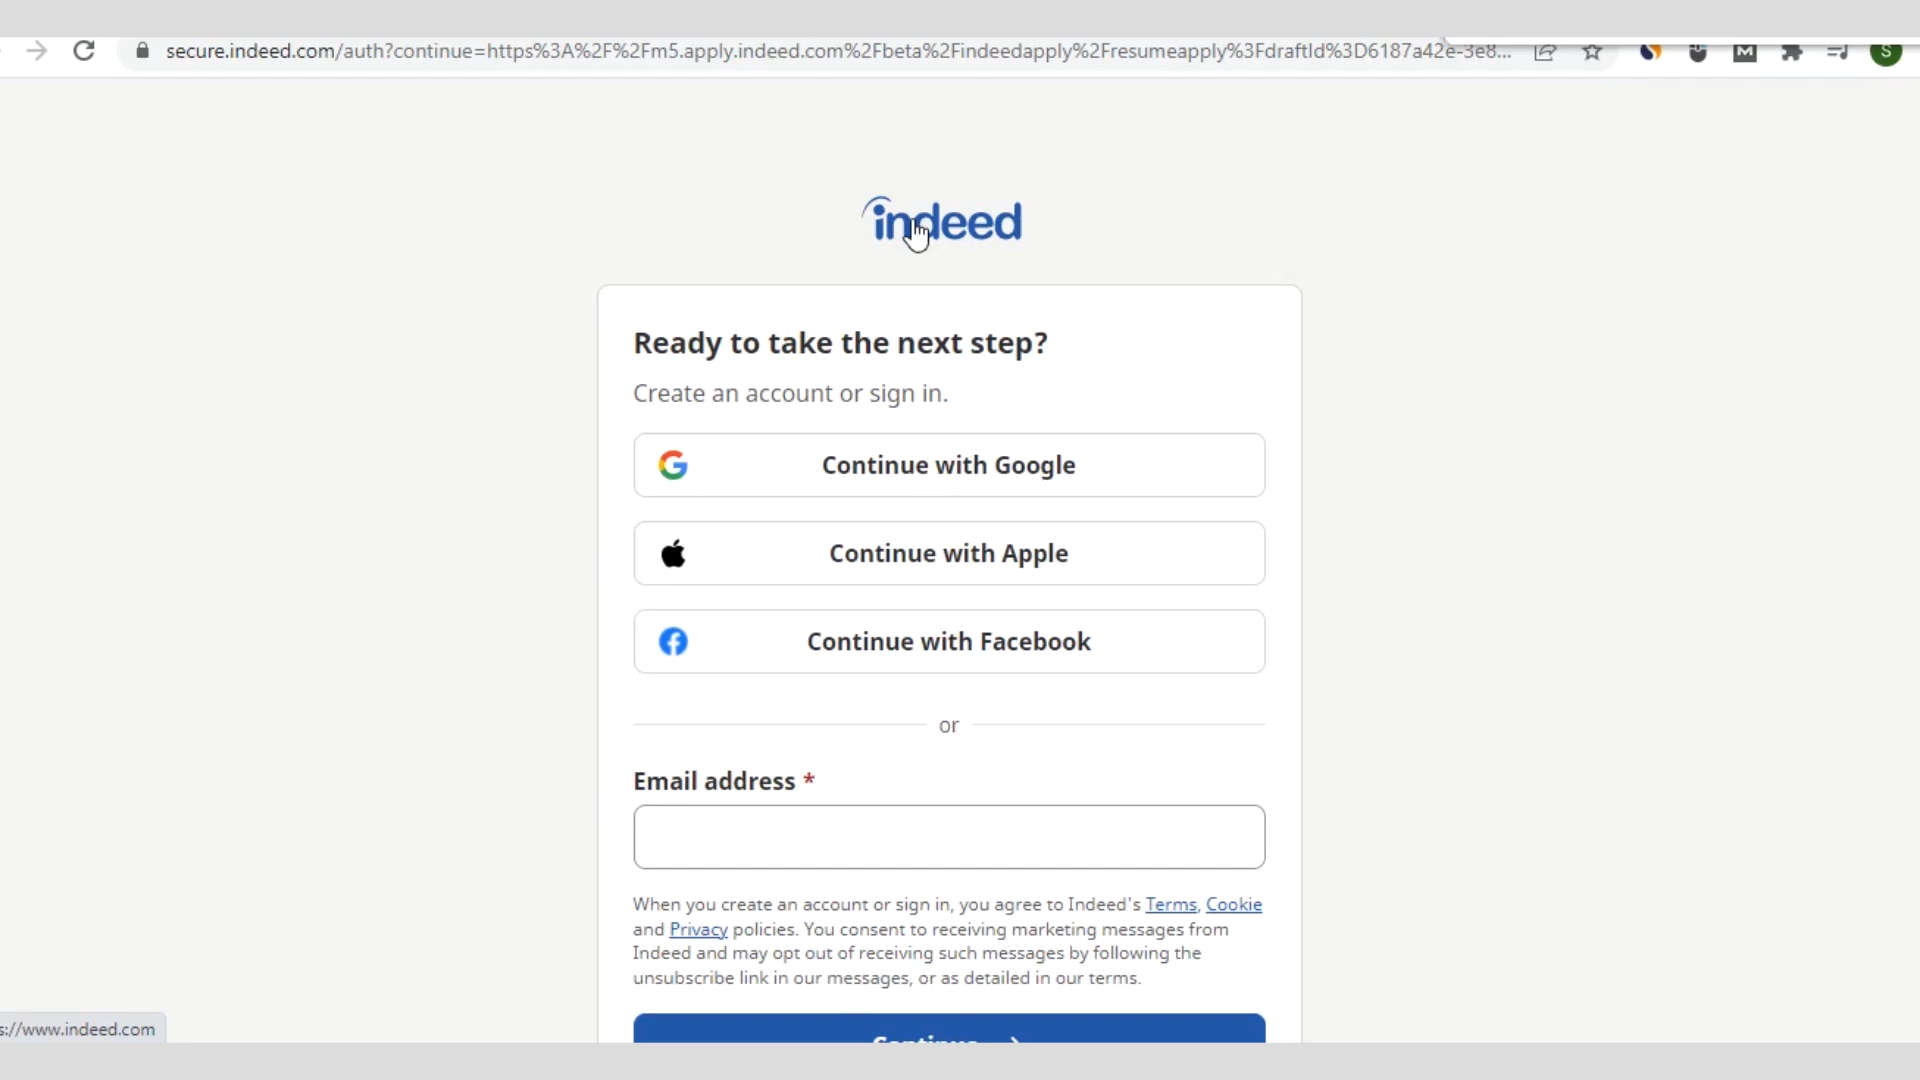 secure.indeed.com/auth?continue=https%3A%2F%2Fm5.apply.indeed.com%2Fbeta%2Findeedapply%2Fresumeapply%3FdraftId%3D6187a42e-3e8...
M
S
indeed
Ready to take the next step?
Create an account or sign in.
Continue with Google
Continue with Apple
Continue with Facebook
or
Email address *
When you create an account or sign in, you agree to Indeed's Terms, Cookie
and Privacy policies. You consent to receiving marketing messages from
Indeed and may opt out of receiving such messages by following the
unsubscribe link in our messages, or as detailed in our terms.
s://www.indeed.com
Continue →